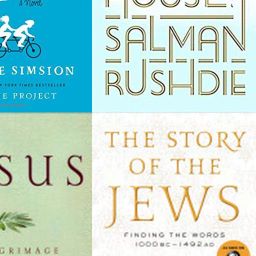 a Novel
E SIMSION
NEW YORK TIMES BESTSELLER
E PROJECT
HOUSE
SALMAN
RUSHDIE
SUS
GRIMAGE
THE STORY
OF THE
JEWS
FINDING THE WORDS
1000 BC–1492 AD